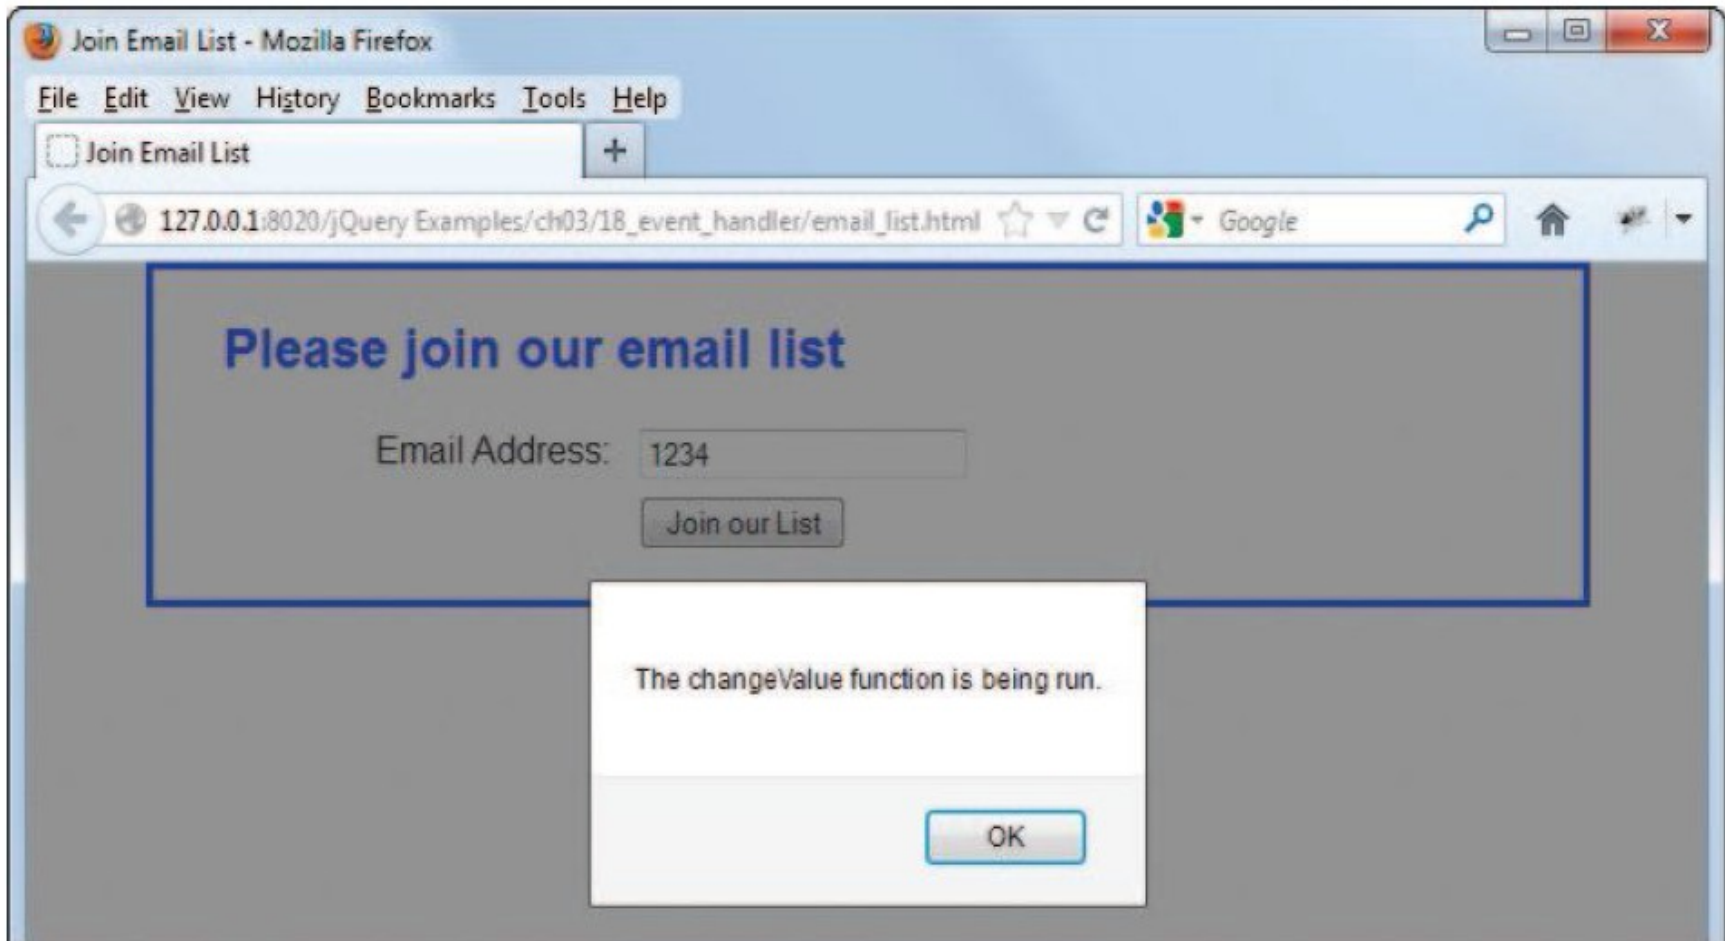 Join Email List - Mozilla Firefox
File Edit View History Bookmarks Tools Help
Join Email List
127.0.0.1:8020/jQuery Examples/ch03/18_event_handler/email_list.html
Google
Please join our email list
Email Address: 1234
Join our List
The changeValue function is being run.
OK